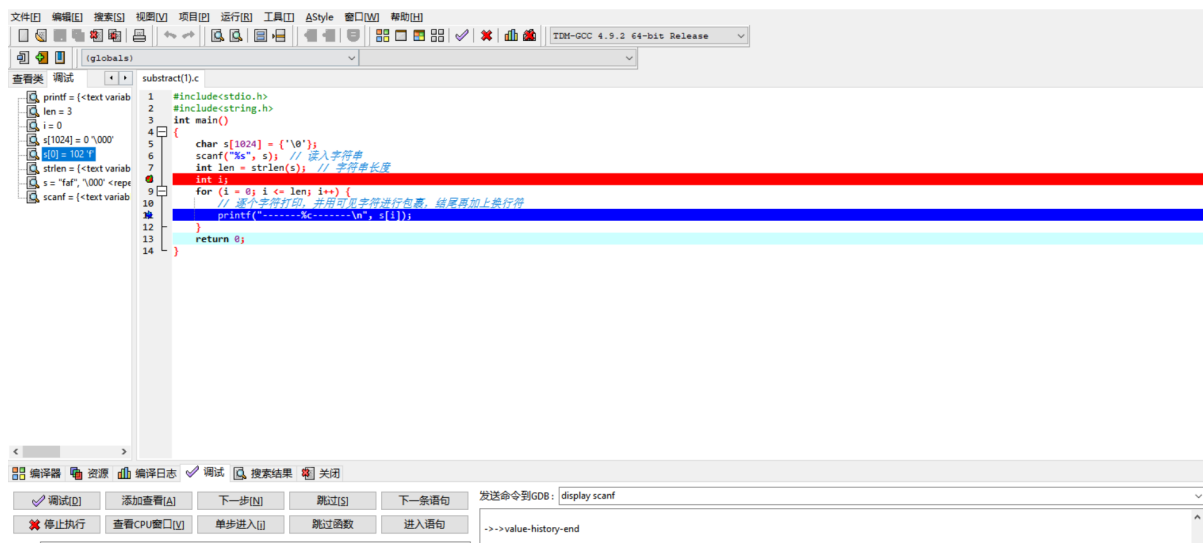 文件[F] 编辑[E] 搜索[S] 视图[V] 项目[P] 运行[R] 工具[T] AStyle 窗口[W] 帮助[H]
TDM-GCC 4.9.2 64-bit Release
(globals)
查看类 调试 substract(1).c
printf = {<text variab
len = 3
i = 0
s[1024] = 0 '\000'
s[0] = 102 'f'
strlen = {<text variab
s = "faf", '\000' <repe
scanf = {<text variab
1 #include<stdio.h>
2 #include<string.h>
3 int main()
4 {
5 char s[1024] = {'\0'};
6 scanf("%s", s); // 读入字符串
7 int len = strlen(s); // 字符串长度
int i;
9 for (i = 0; i <= len; i++) {
10 // 逐个字符打印，并用可见字符进行包裹，结尾再加上换行符
printf("-------%c-------\n", s[i]);
12 }
13 return 0;
14 }
编译器 资源 编译日志 调试 搜索结果 关闭
调试[D] 添加查看[A] 下一步[N] 跳过[S] 下一条语句 发送命令到GDB： display scanf
停止执行 查看CPU窗口[V] 单步进入[i] 跳过函数 进入语句
->->value-history-end